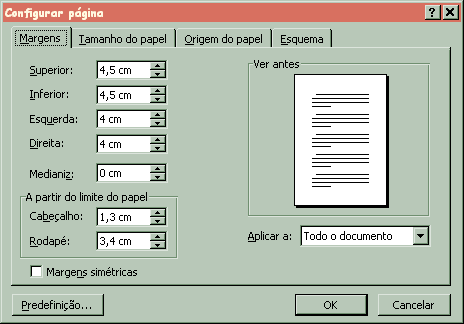 Configurar página
Margens
Tamanho do papel
Origem do papel
Esquema
Superior: 4,5 cm
Inferior: 4,5 cm
Esquerda: 4 cm
Direita: 4 cm
Medianiz: 0 cm
A partir do limite do papel
Cabeçalho: 1,3 cm
Rodapé: 3,4 cm
Margens simétricas
Ver antes
Aplicar a: Todo o documento
Predefinição...
OK
Cancelar